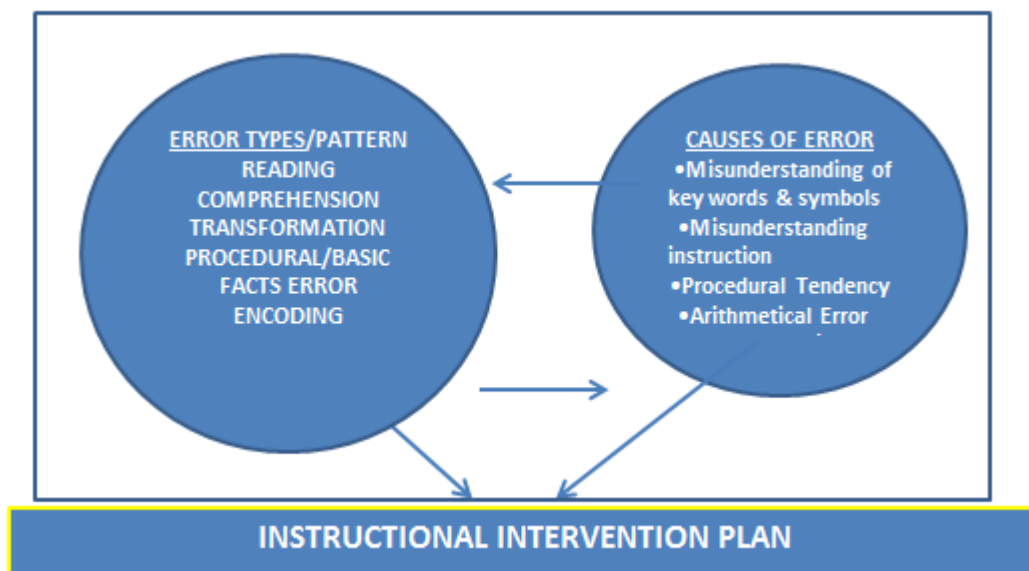 ERROR TYPES/PATTERN
READING
COMPREHENSION
TRANSFORMATION
PROCEDURAL/BASIC
FACTS ERROR
ENCODING
CAUSES OF ERROR
•Misunderstanding of
key words & symbols
•Misunderstanding
instruction
•Procedural Tendency
•Arithmetical Error
INSTRUCTIONAL INTERVENTION PLAN